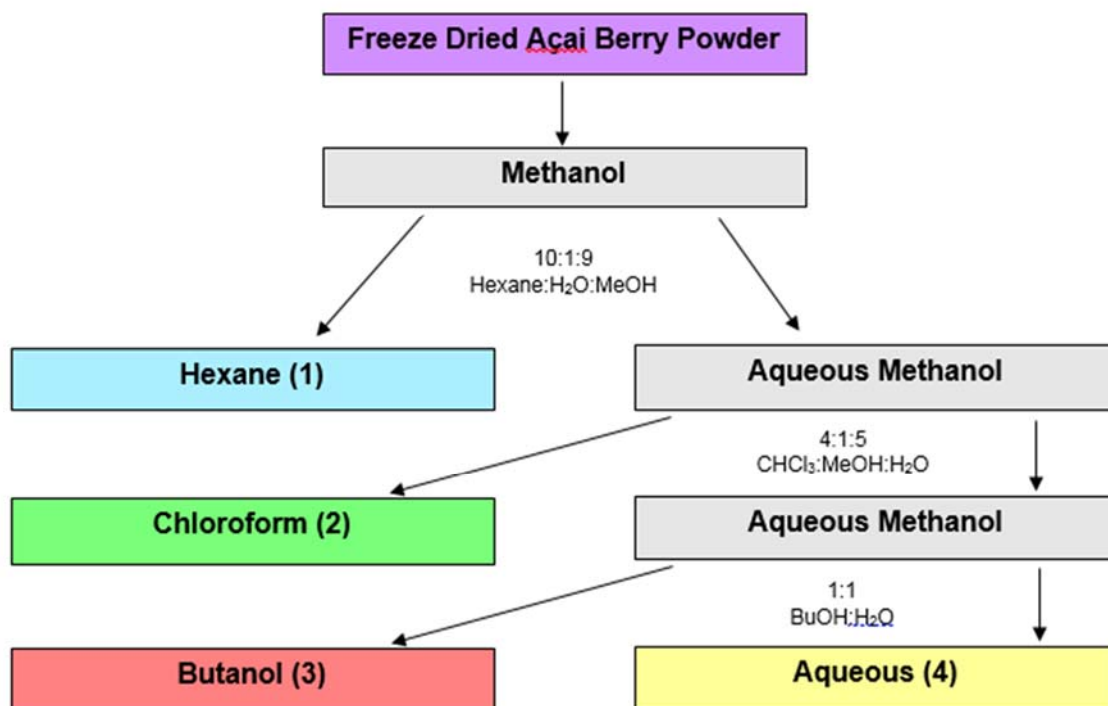 Freeze Dried Açai Berry Powder
Methanol
10:1:9
Hexane:H₂O:MeOH
Hexane (1)
Aqueous Methanol
4:1:5
CHCl₃:MeOH:H₂O
Chloroform (2)
Aqueous Methanol
1:1
BuOH:H₂O
Butanol (3)
Aqueous (4)